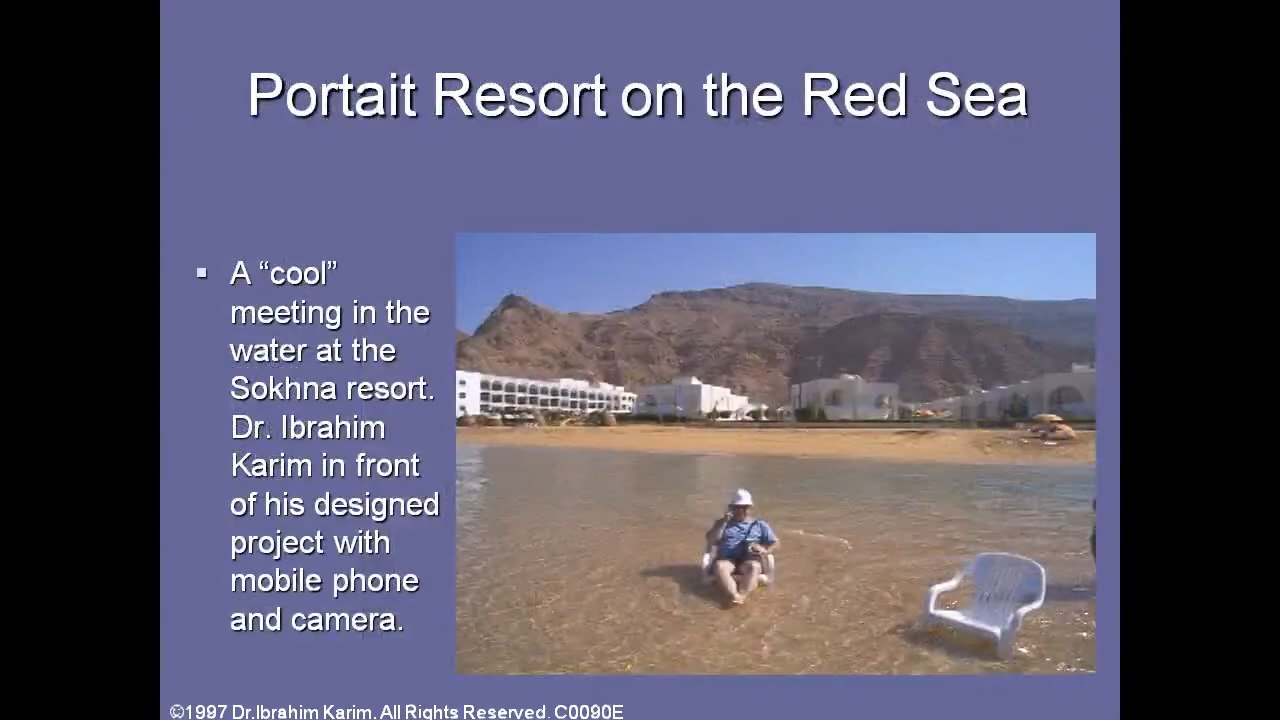 Portait Resort on the Red Sea
▪ A “cool”
meeting in the
water at the
Sokhna resort.
Dr. Ibrahim
Karim in front
of his designed
project with
mobile phone
and camera.
©1997 Dr.Ibrahim Karim. All Rights Reserved. C0090E